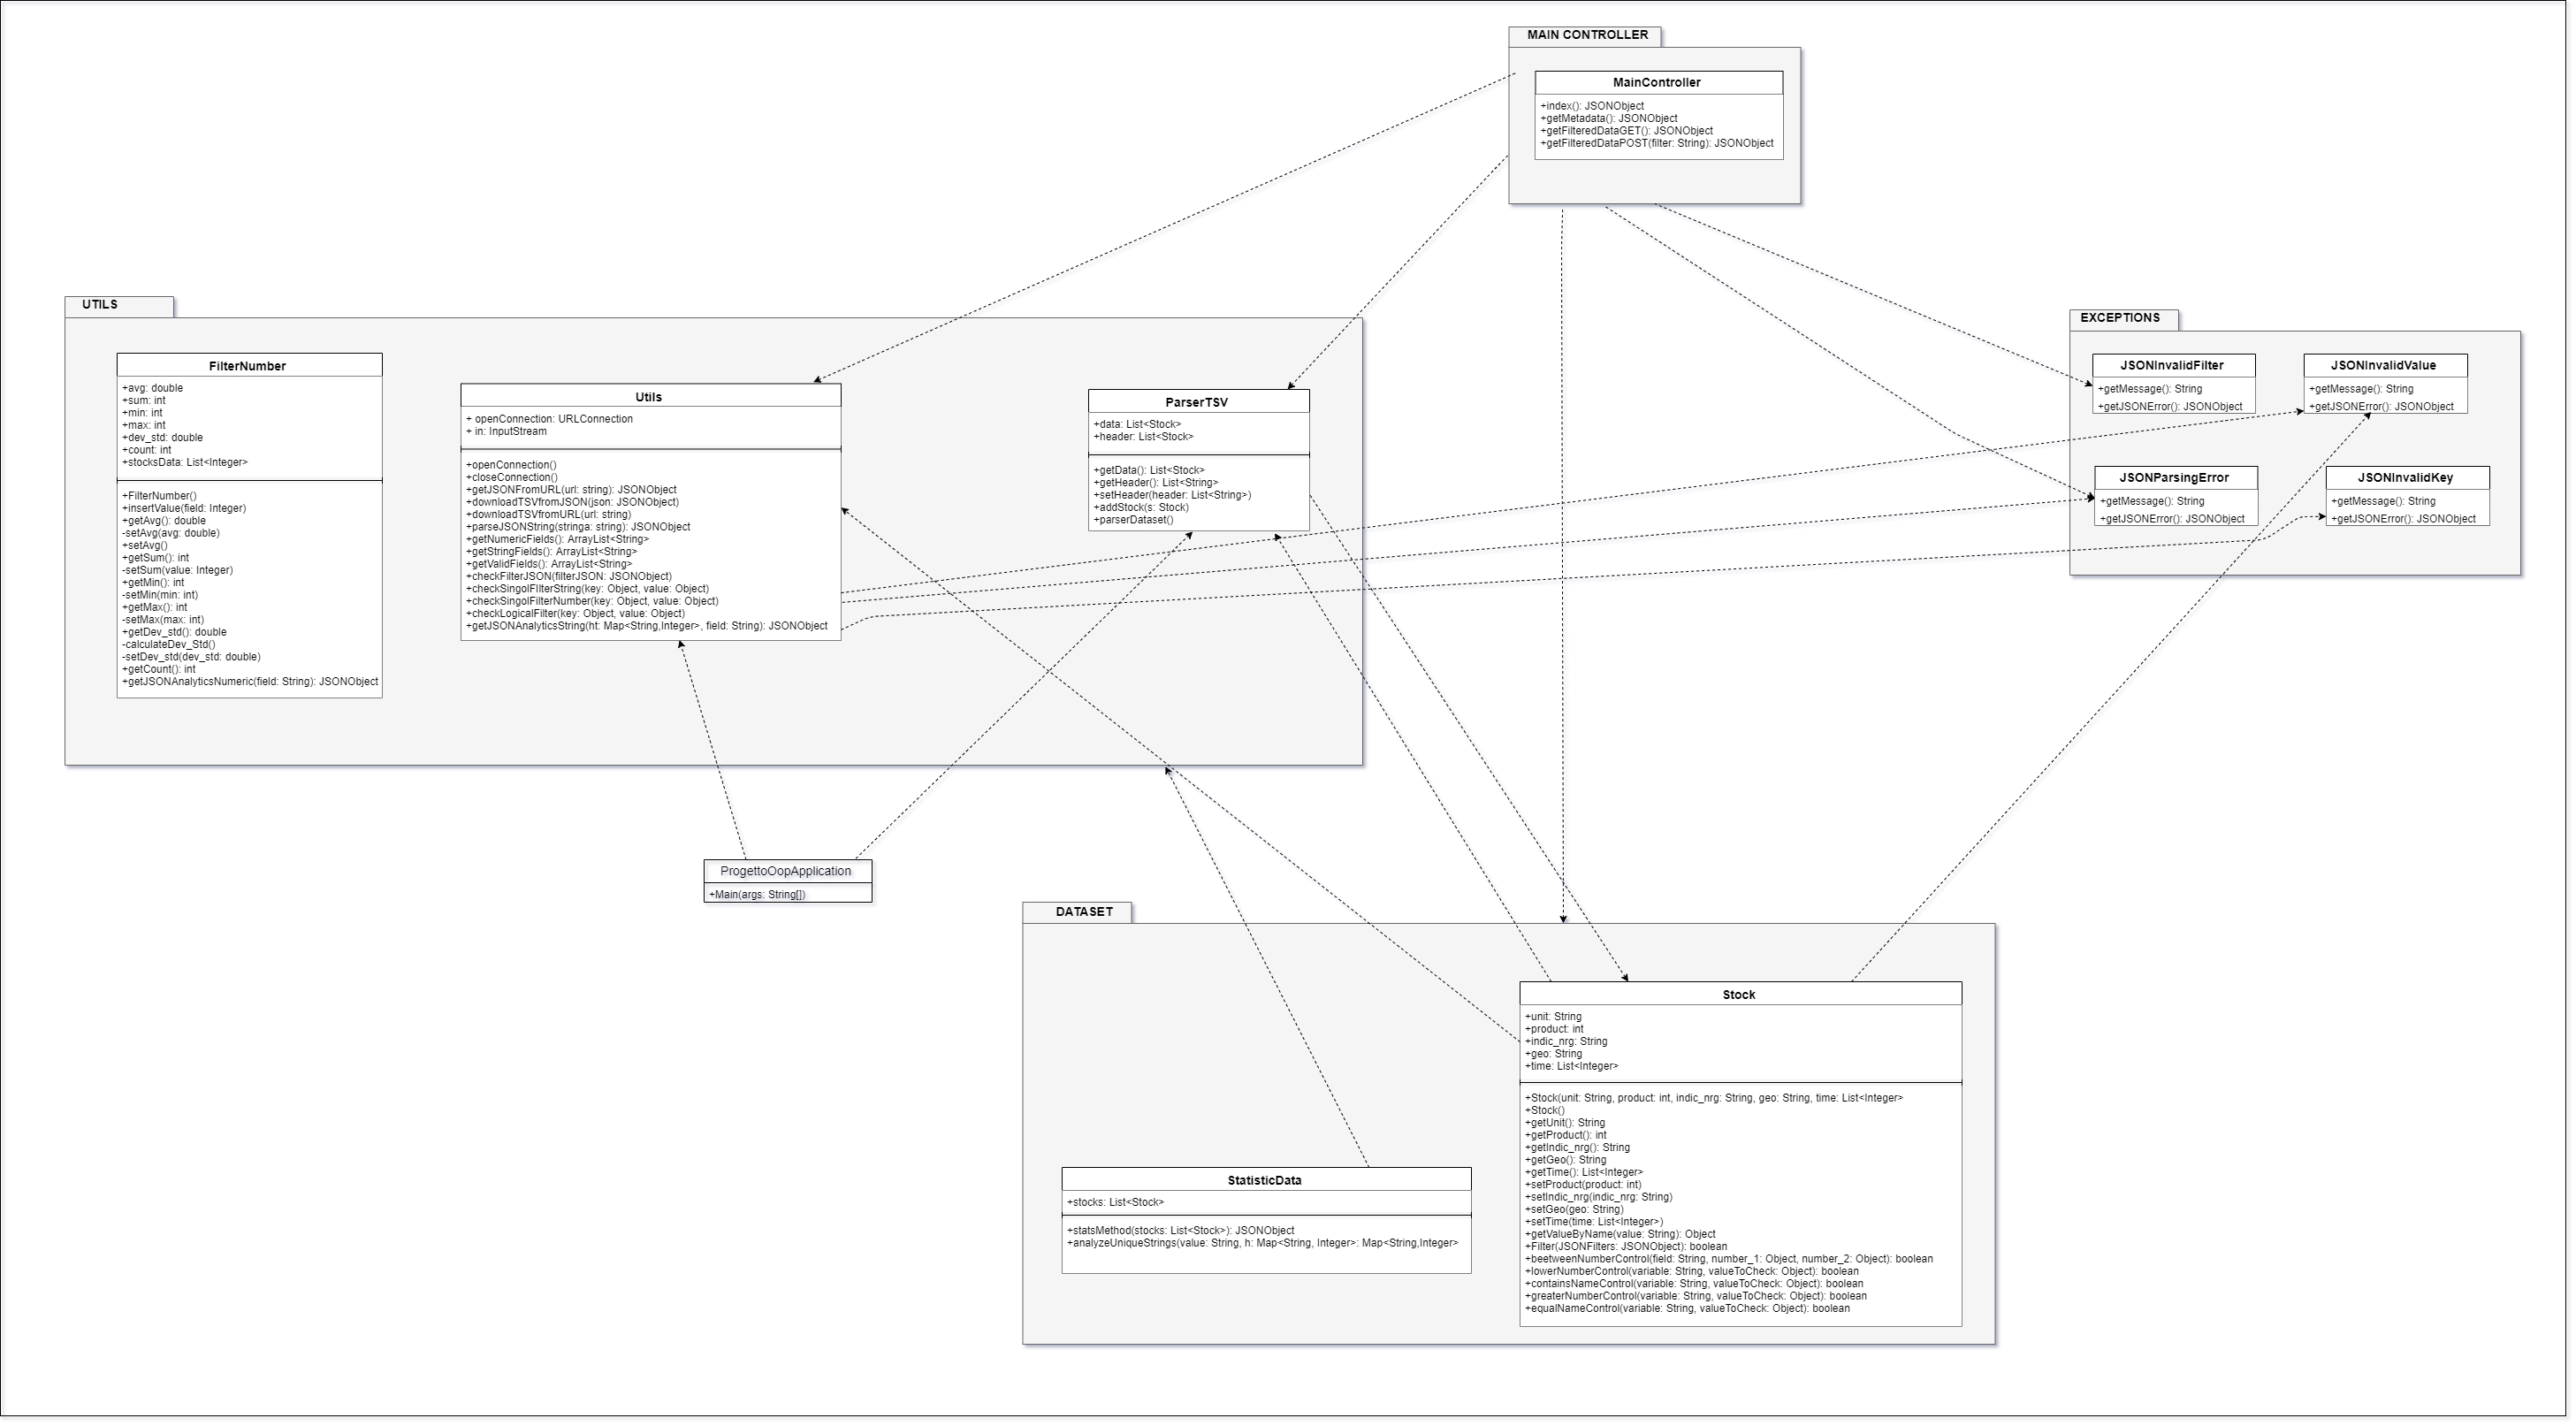 MAIN CONTROLLER
MainController
+index(): JSONObject
+getMetadata(): JSONObject
+getFilteredDataGET(): JSONObject
+getFilteredDataPOST(filter: String): JSONObject
UTILS
FilterNumber
+avg: double
+sum: int
+min: int
+max: int
+dev_std: double
+count: int
+stocksData: List<Integer>
+FilterNumber()
+insertValue(field: Integer)
+getAvg(): double
-setAvg(avg: double)
+setAvg()
+getSum(): int
-setSum(value: Integer)
+getMin(): int
-setMin(min: int)
+getMax(): int
-setMax(max: int)
+getDev_std(): double
-calculateDev_Std()
-setDev_std(dev_std: double)
+getCount(): int
+getJSONAnalyticsNumeric(field: String): JSONObject
Utils
+ openConnection: URLConnection
+ in: InputStream
+openConnection()
+closeConnection()
+getJSONFromURL(url: string): JSONObject
+downloadTSVfromJSON(json: JSONObject)
+downloadTSVfromURL(url: string)
+parseJSONString(stringa: string): JSONObject
+getNumericFields(): ArrayList<String>
+getStringFields(): ArrayList<String>
+getValidFields(): ArrayList<String>
+checkFilterJSON(filterJSON: JSONObject)
+checkSingolFIlterString(key: Object, value: Object)
+checkSingolFilterNumber(key: Object, value: Object)
+checkLogicalFilter(key: Object, value: Object)
+getJSONAnalyticsString(ht: Map<String,Integer>, field: String): JSONObject
ParserTSV
+data: List<Stock>
+header: List<Stock>
+getData(): List<Stock>
+getHeader(): List<String>
+setHeader(header: List<String>)
+addStock(s: Stock)
+parserDataset()
EXCEPTIONS
JSONInvalidFilter
+getMessage(): String
+getJSONError(): JSONObject
JSONInvalidValue
+getMessage(): String
+getJSONError(): JSONObject
JSONParsingError
+getMessage(): String
+getJSONError(): JSONObject
JSONInvalidKey
+getMessage(): String
+getJSONError(): JSONObject
ProgettoOopApplication
+Main(args: String[])
DATASET
StatisticData
+stocks: List<Stock>
+statsMethod(stocks: List<Stock>): JSONObject
+analyzeUniqueStrings(value: String, h: Map<String, Integer>: Map<String,Integer>
Stock
+unit: String
+product: int
+indic_nrg: String
+geo: String
+time: List<Integer>
+Stock(unit: String, product: int, indic_nrg: String, geo: String, time: List<Integer>
+Stock()
+getUnit(): String
+getProduct(): int
+getIndic_nrg(): String
+getGeo(): String
+getTime(): List<Integer>
+setProduct(product: int)
+setIndic_nrg(indic_nrg: String)
+setGeo(geo: String)
+setTime(time: List<Integer>)
+getValueByName(value: String): Object
+Filter(JSONFilters: JSONObject): boolean
+beetweenNumberControl(field: String, number_1: Object, number_2: Object): boolean
+lowerNumberControl(variable: String, valueToCheck: Object): boolean
+containsNameControl(variable: String, valueToCheck: Object): boolean
+greaterNumberControl(variable: String, valueToCheck: Object): boolean
+equalNameControl(variable: String, valueToCheck: Object): boolean